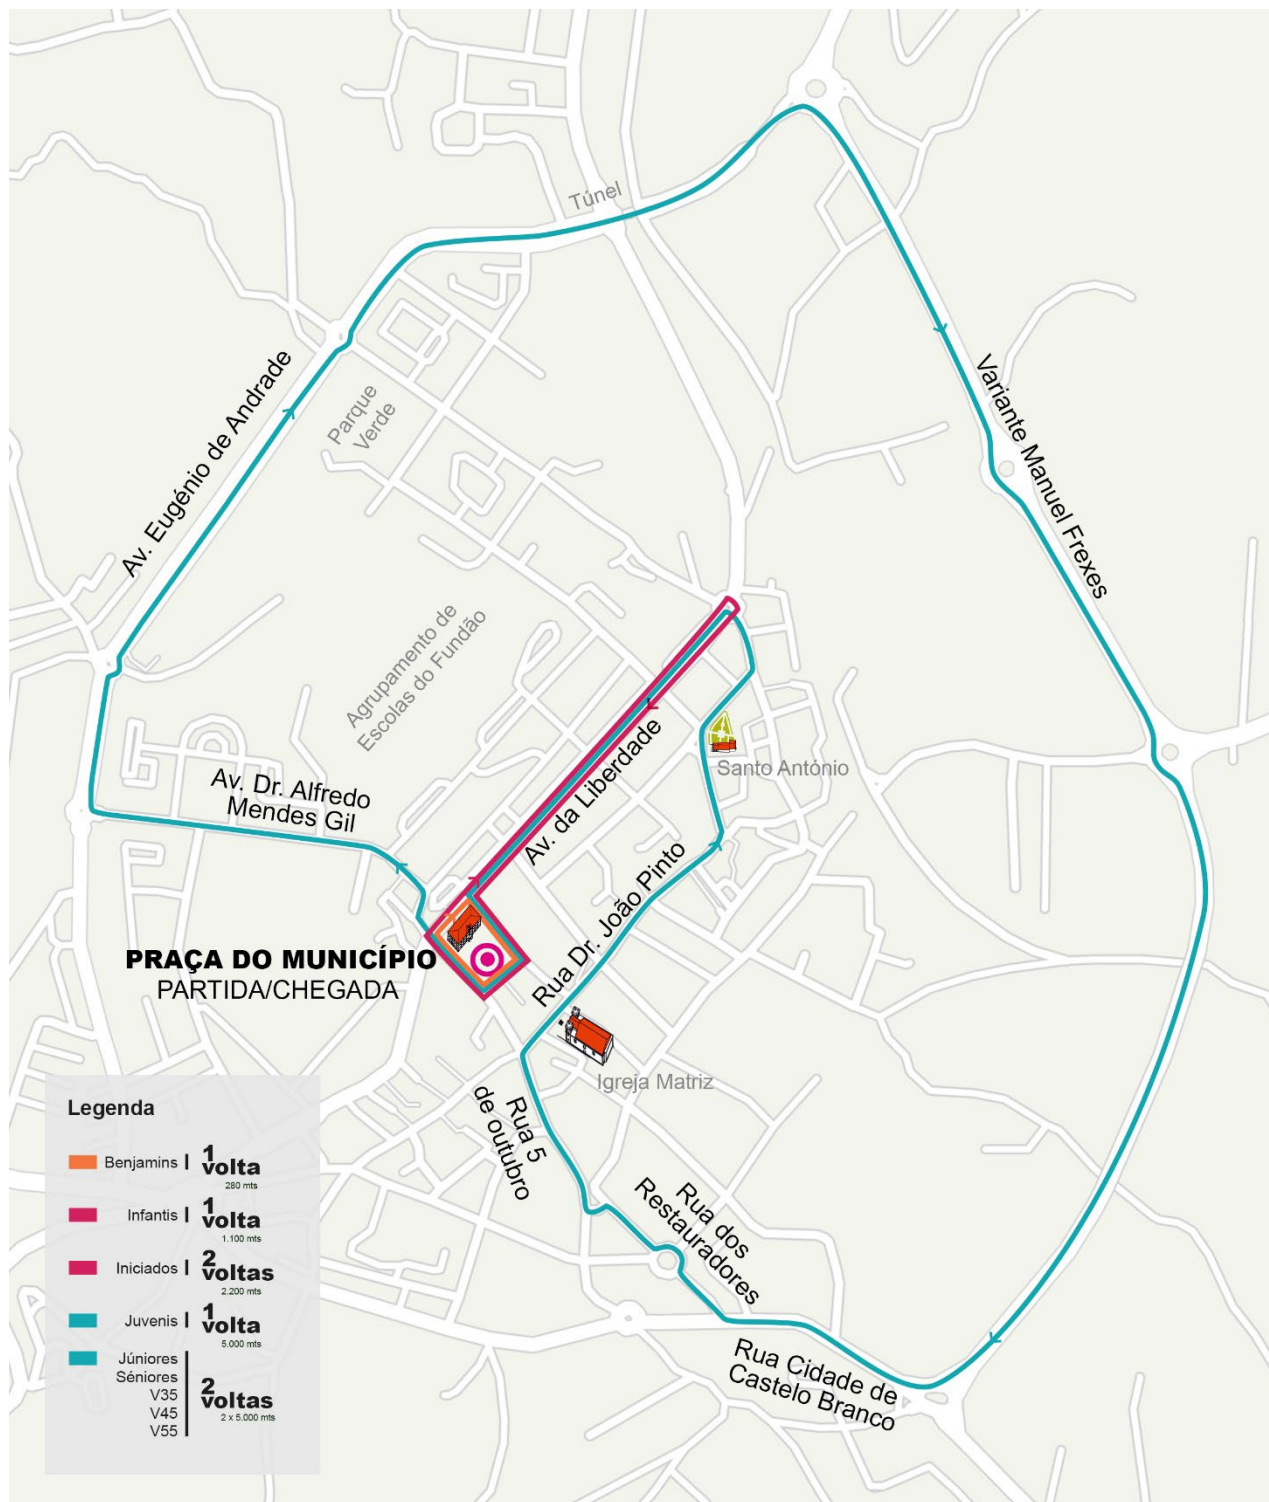 Túnel
Variante Manuel Frexes
Av. Eugénio de Andrade
Parque
Verde
Agrupamento de
Escolas do Fundão
Av. da Liberdade
Santo António
Av. Dr. Alfredo
Mendes Gil
Rua Dr. João Pinto
PRAÇA DO MUNICÍPIO
PARTIDA/CHEGADA
Igreja Matriz
Rua 5
de outubro
Rua dos
Restauradores
Rua Cidade de
Castelo Branco
Legenda
Benjamins 1
volta
280 mts
Infantis 1
volta
1.100 mts
Iniciados 2
voltas
2.200 mts
Juvenis 1
volta
5.000 mts
Júniores
Séniores
V35
V45
V55
2
voltas
2 x 5.000 mts